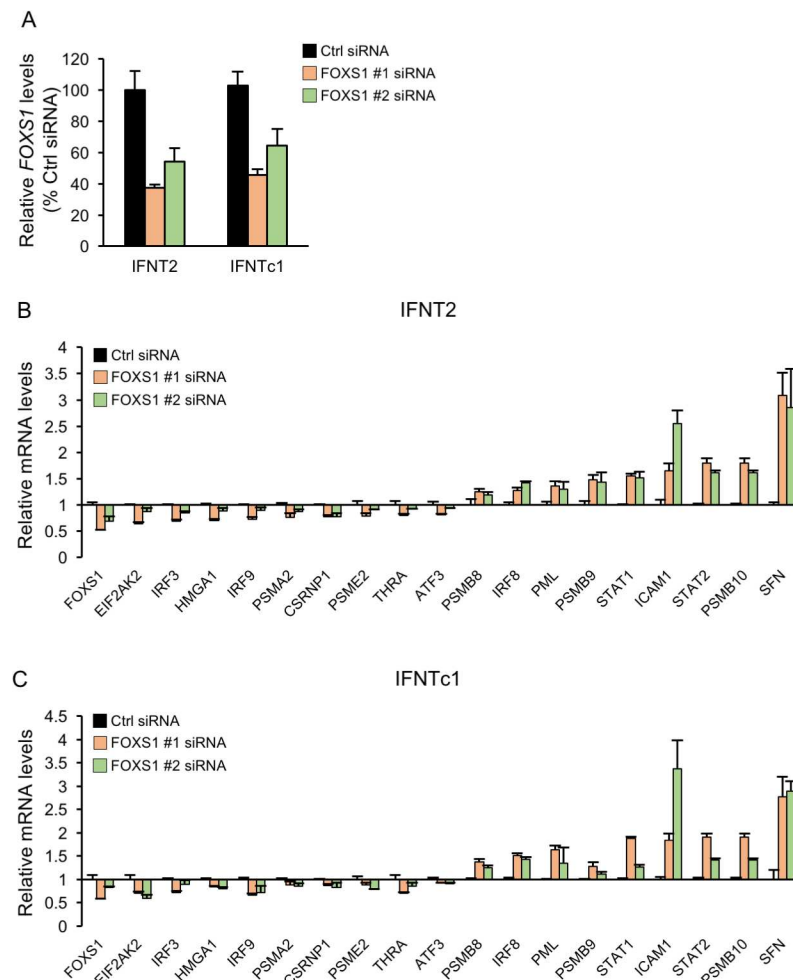 A
Relative FOXS1 levels
(% Ctrl siRNA)
120
100
80
60
40
20
0
Ctrl siRNA
FOXS1 #1 siRNA
FOXS1 #2 siRNA
IFNT2
IFNTc1
B
IFNT2
Relative mRNA levels
4
3.5
3
2.5
2
1.5
1
0.5
0
Ctrl siRNA
FOXS1 #1 siRNA
FOXS1 #2 siRNA
FOXS1
EIF2AK2
IRF3
HMGA1
IRF9
PSMA2
CSRNP1
PSME2
THRA
ATF3
PSMB8
IRF8
PML
PSMB9
STAT1
ICAM1
STAT2
PSMB10
SFN
C
IFNTc1
Relative mRNA levels
4.5
4
3.5
3
2.5
2
1.5
1
0.5
0
Ctrl siRNA
FOXS1 #1 siRNA
FOXS1 #2 siRNA
FOXS1
EIF2AK2
IRF3
HMGA1
IRF9
PSMA2
CSRNP1
PSME2
THRA
ATF3
PSMB8
IRF8
PML
PSMB9
STAT1
ICAM1
STAT2
PSMB10
SFN